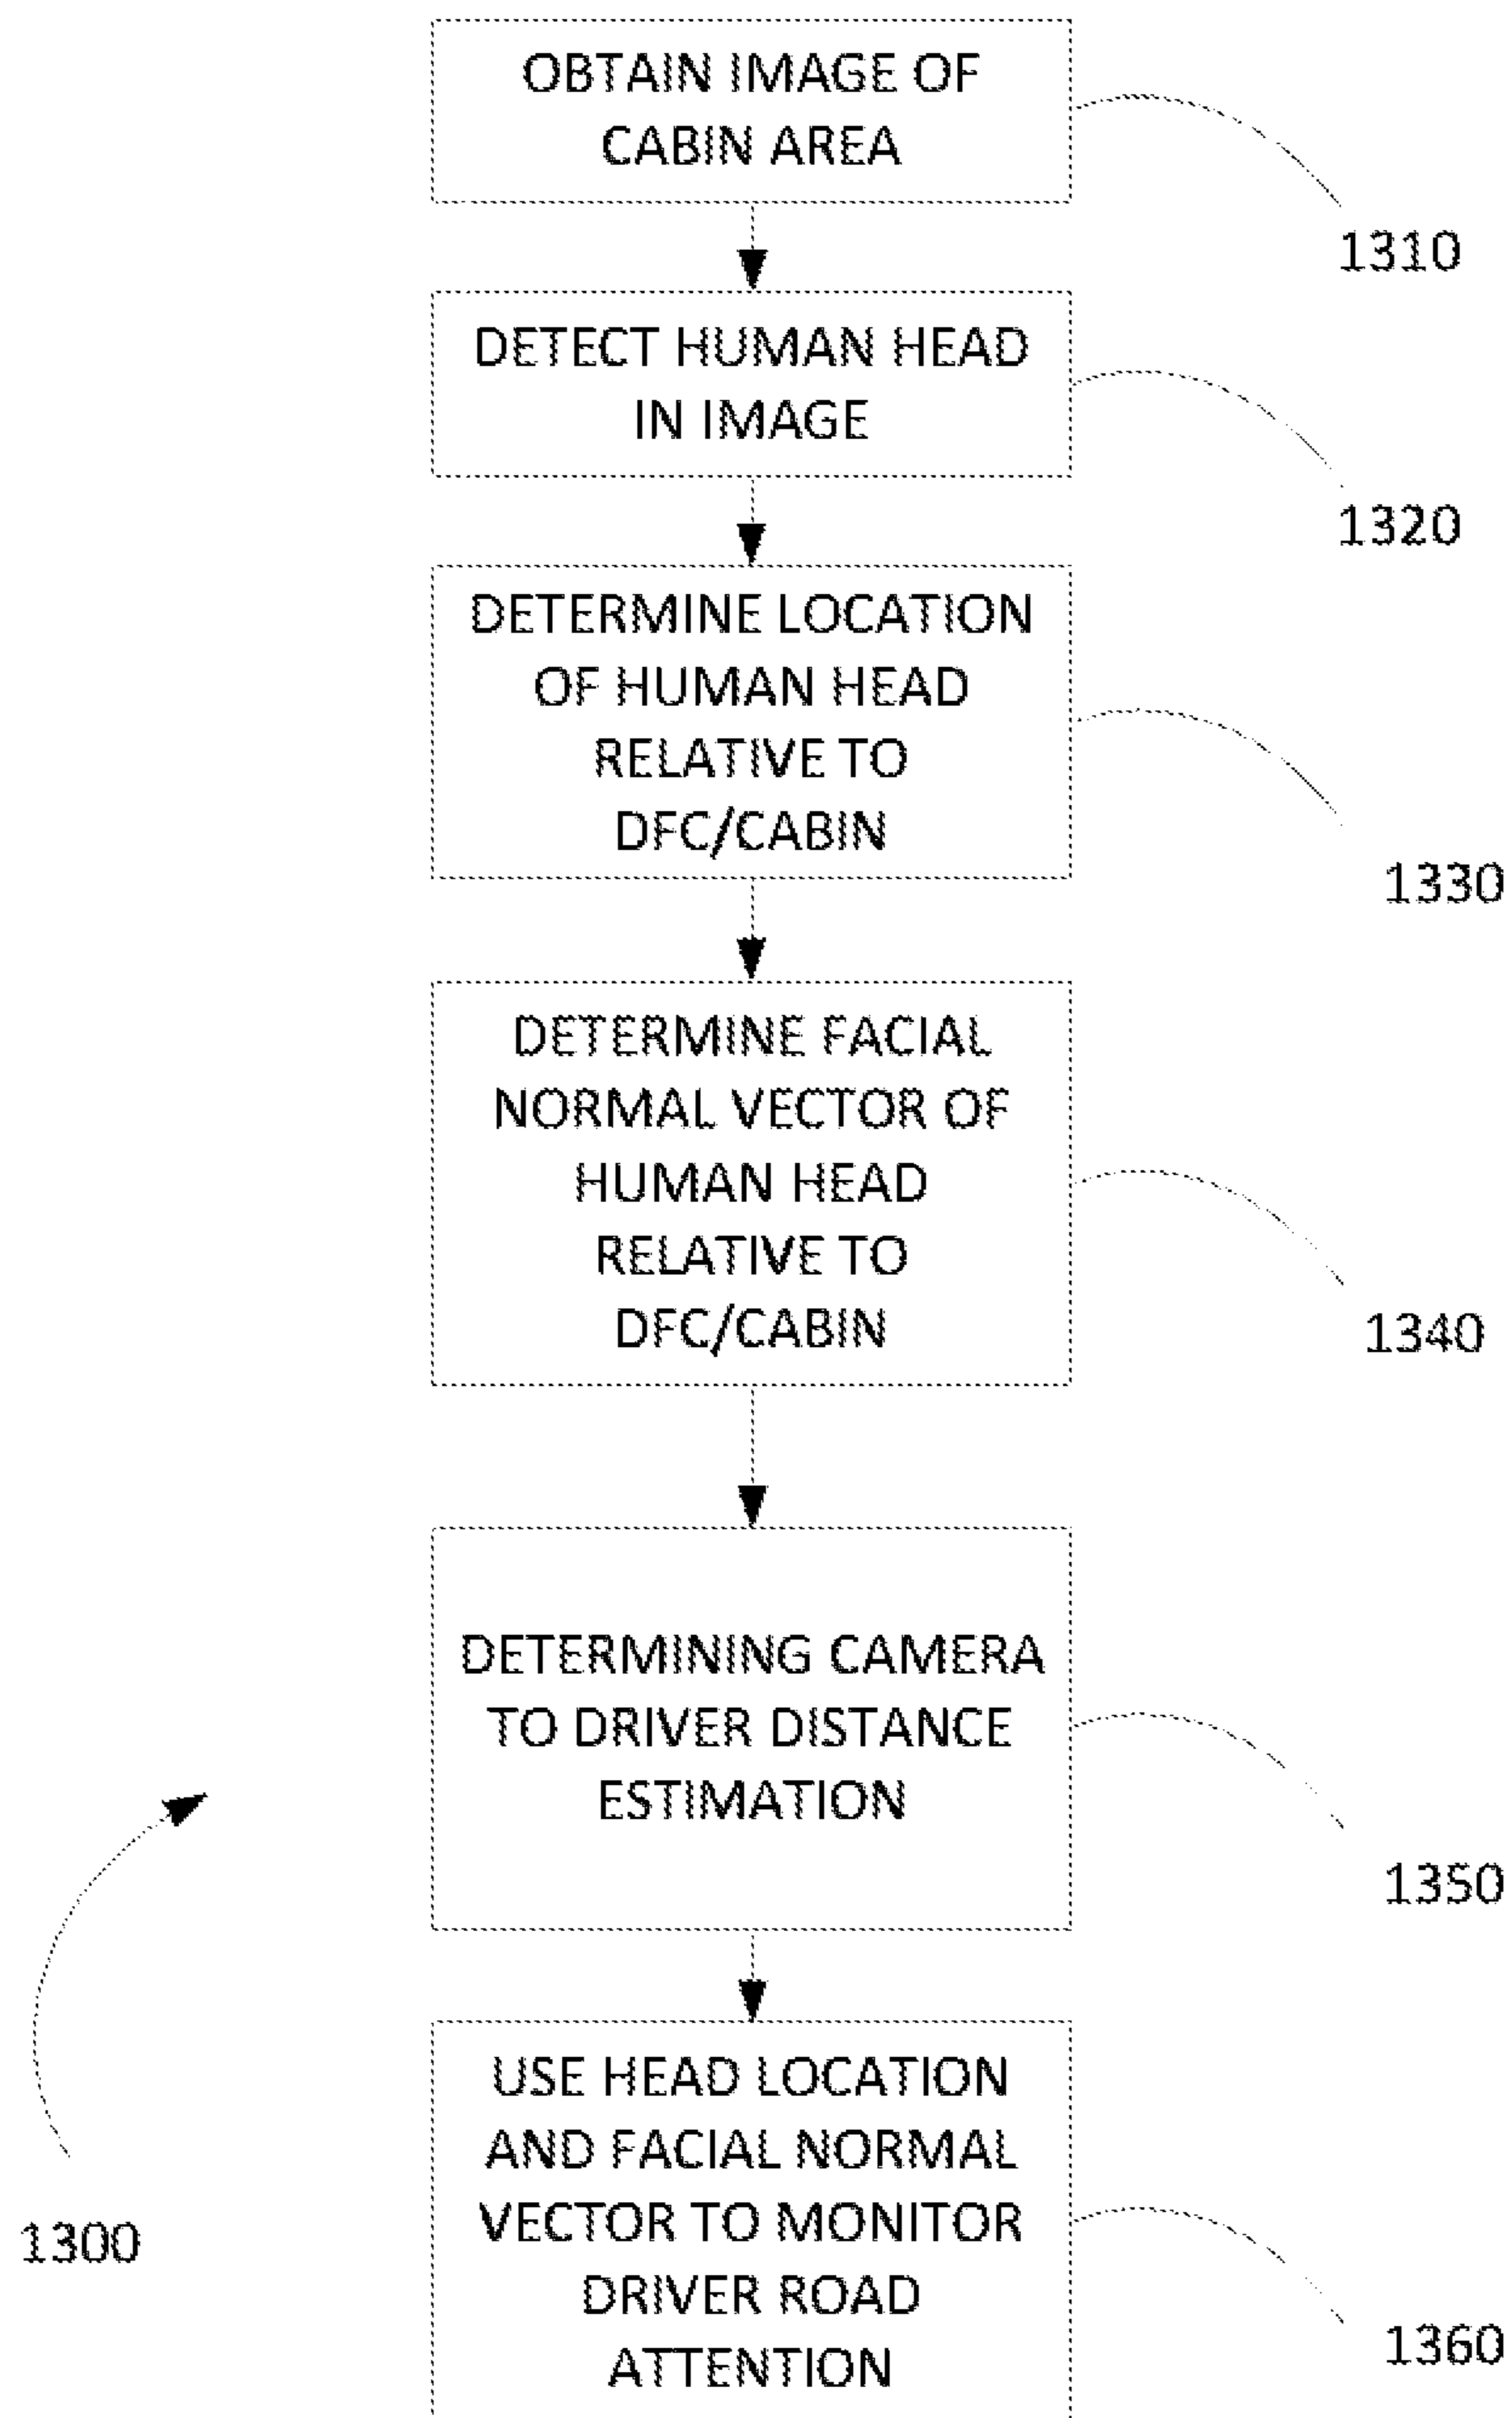 OBTAIN IMAGE OF
CABIN AREA
1310
DETECT HUMAN HEAD
IN IMAGE
1320
DETERMINE LOCATION
OF HUMAN HEAD
RELATIVE TO
DFC/CABIN
1330
DETERMINE FACIAL
NORMAL VECTOR OF
HUMAN HEAD
RELATIVE TO
DFC/CABIN
1340
DETERMINING CAMERA
TO DRIVER DISTANCE
ESTIMATION
1350
USE HEAD LOCATION
AND FACIAL NORMAL
VECTOR TO MONITOR
DRIVER ROAD
ATTENTION
1360
1300